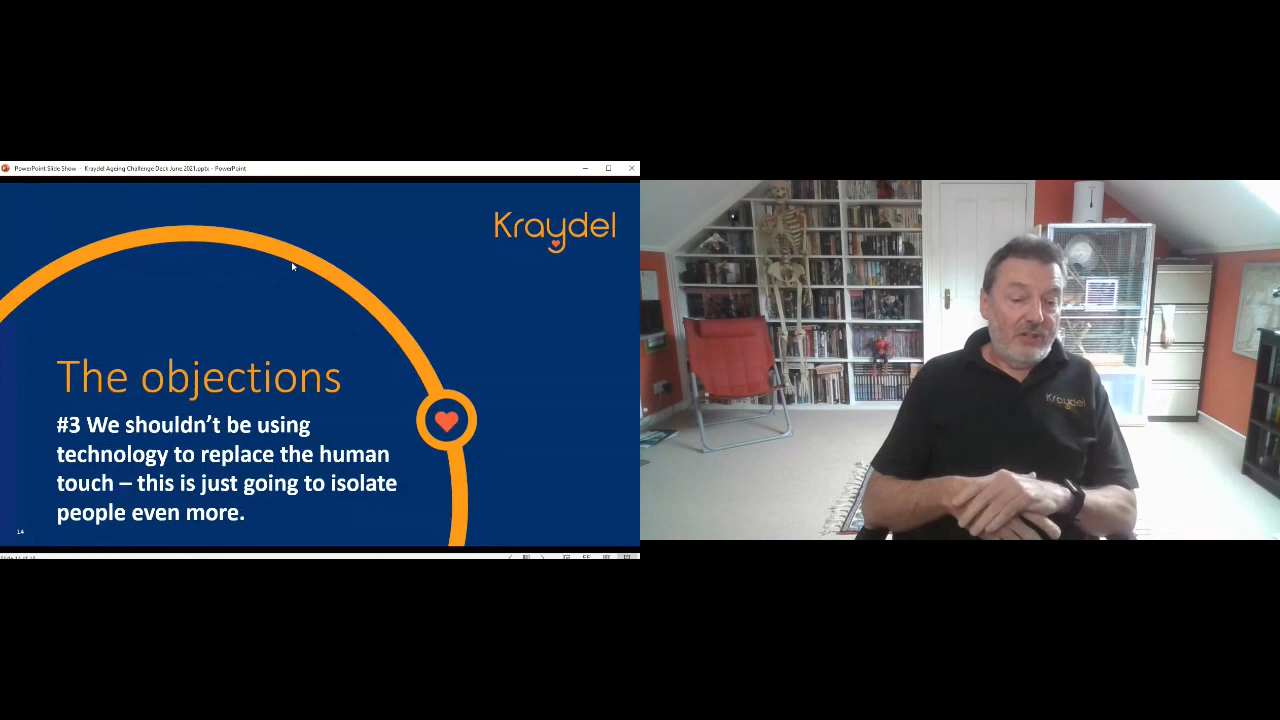 PowerPoint Slide Show - Kraydel Ageing Challenge Deck June 2021.pptx - PowerPoint
Kraydel
The objections
#3 We shouldn't be using
technology to replace the human
touch – this is just going to isolate
people even more.
14
Kraydel